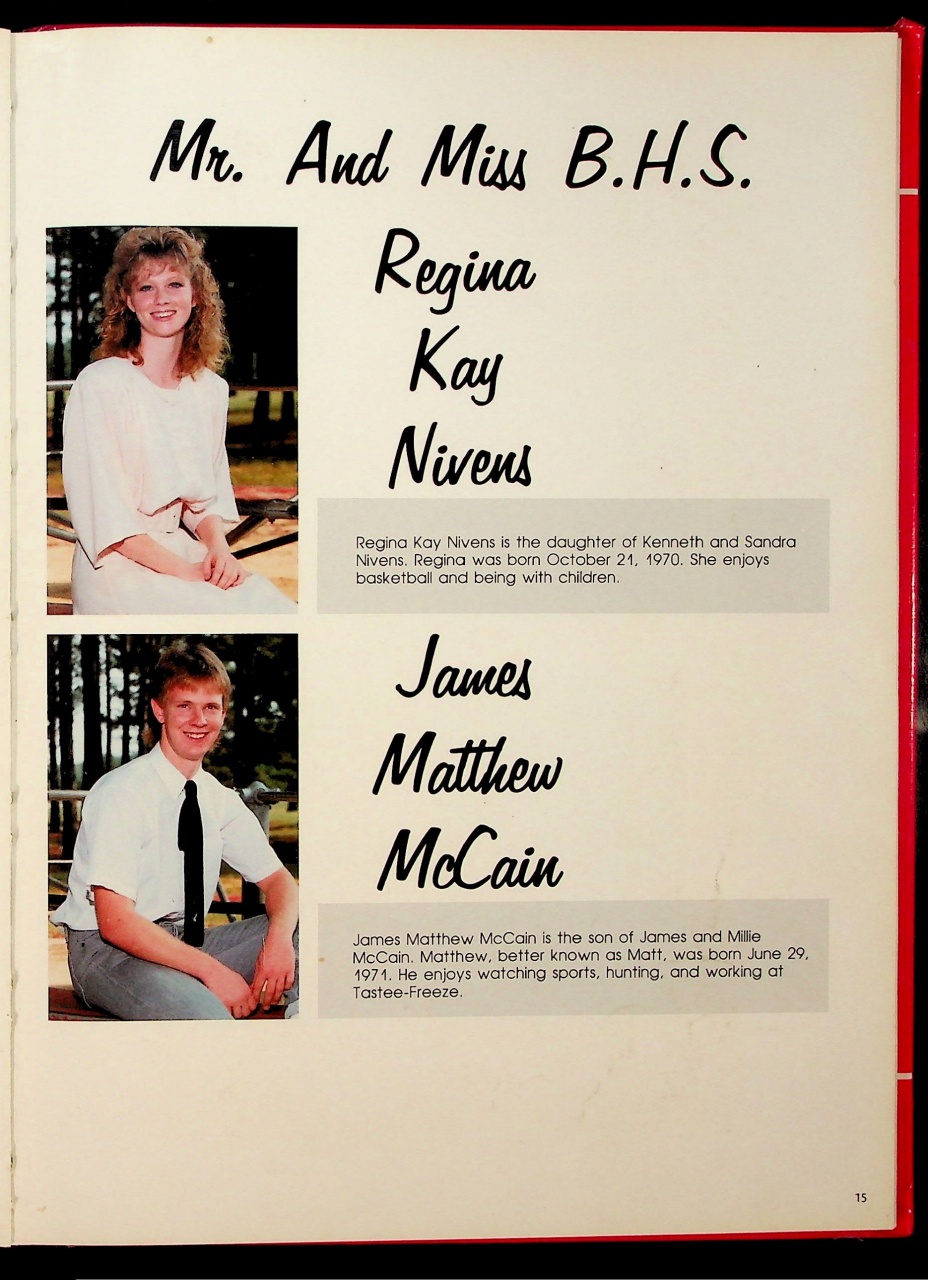 Mr. And Miss B.H.S.
Regina
Kay
Nivens
Regina Kay Nivens is the daughter of Kenneth and Sandra
Nivens. Regina was born October 21, 1970. She enjoys
basketball and being with children.
James
Matthew
McCain
James Matthew McCain is the son of James and Millie
McCain. Matthew, better known as Matt, was born June 29,
1971. He enjoys watching sports, hunting, and working at
Tastee-Freeze.
15